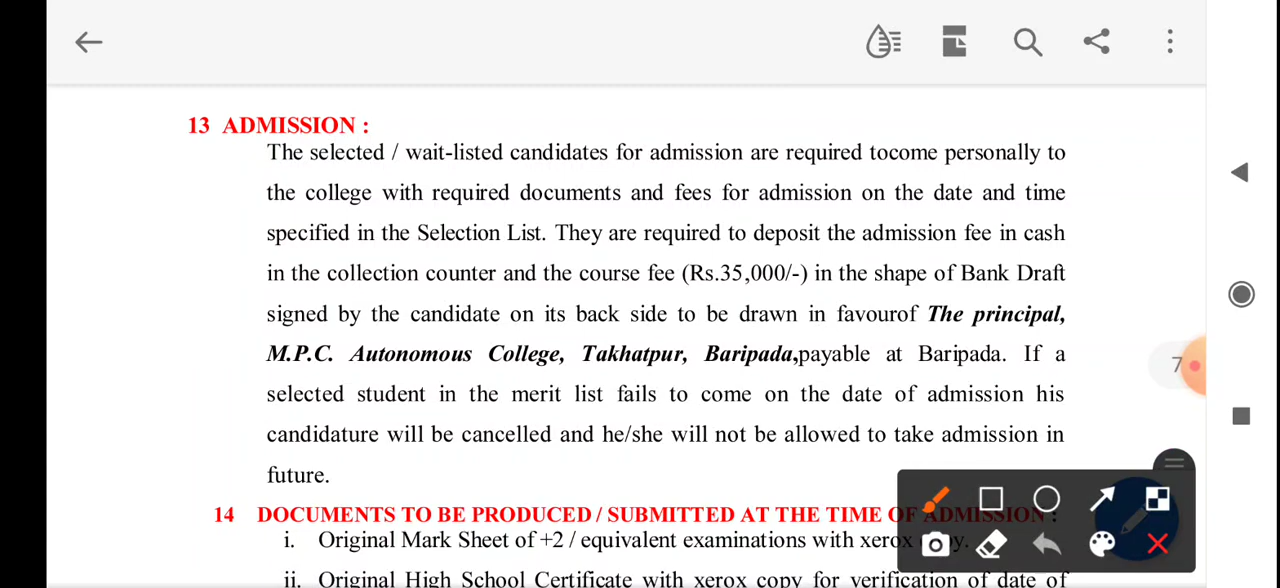 13 ADMISSION :
The selected / wait-listed candidates for admission are required tocome personally to
the college with required documents and fees for admission on the date and time
specified in the Selection List. They are required to deposit the admission fee in cash
in the collection counter and the course fee (Rs.35,000/-) in the shape of Bank Draft
signed by the candidate on its back side to be drawn in favourof The principal,
M.P.C. Autonomous College, Takhatpur, Baripada,payable at Baripada. If a
7
selected student in the merit list fails to come on the date of admission his
candidature will be cancelled and he/she will not be allowed to take admission in
future.
14 DOCUMENTS TO BE PRODUCED / SUBMITTED AT THE TIME OF ADMISSION :
i. Original Mark Sheet of +2 / equivalent examinations with xerox copy.
ii. Original High School Certificate with xerox copy for verification of date of